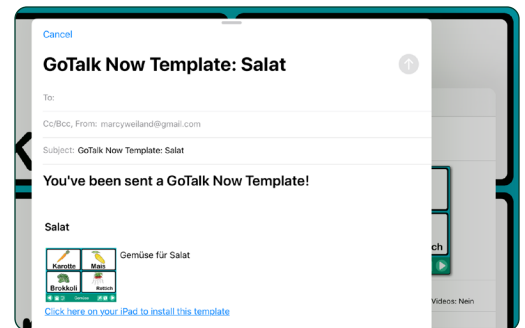 Cancel
GoTalk Now Template: Salat
To:
Cc/Bcc, From: marcyweiland@gmail.com
Subject: GoTalk Now Template: Salat
You've been sent a GoTalk Now Template!
Salat
Gemüse für Salat
Karotte Mais
Brokkoli Rettich
Gemüse
Click here on your iPad to install this template
ch
Videos: Nein